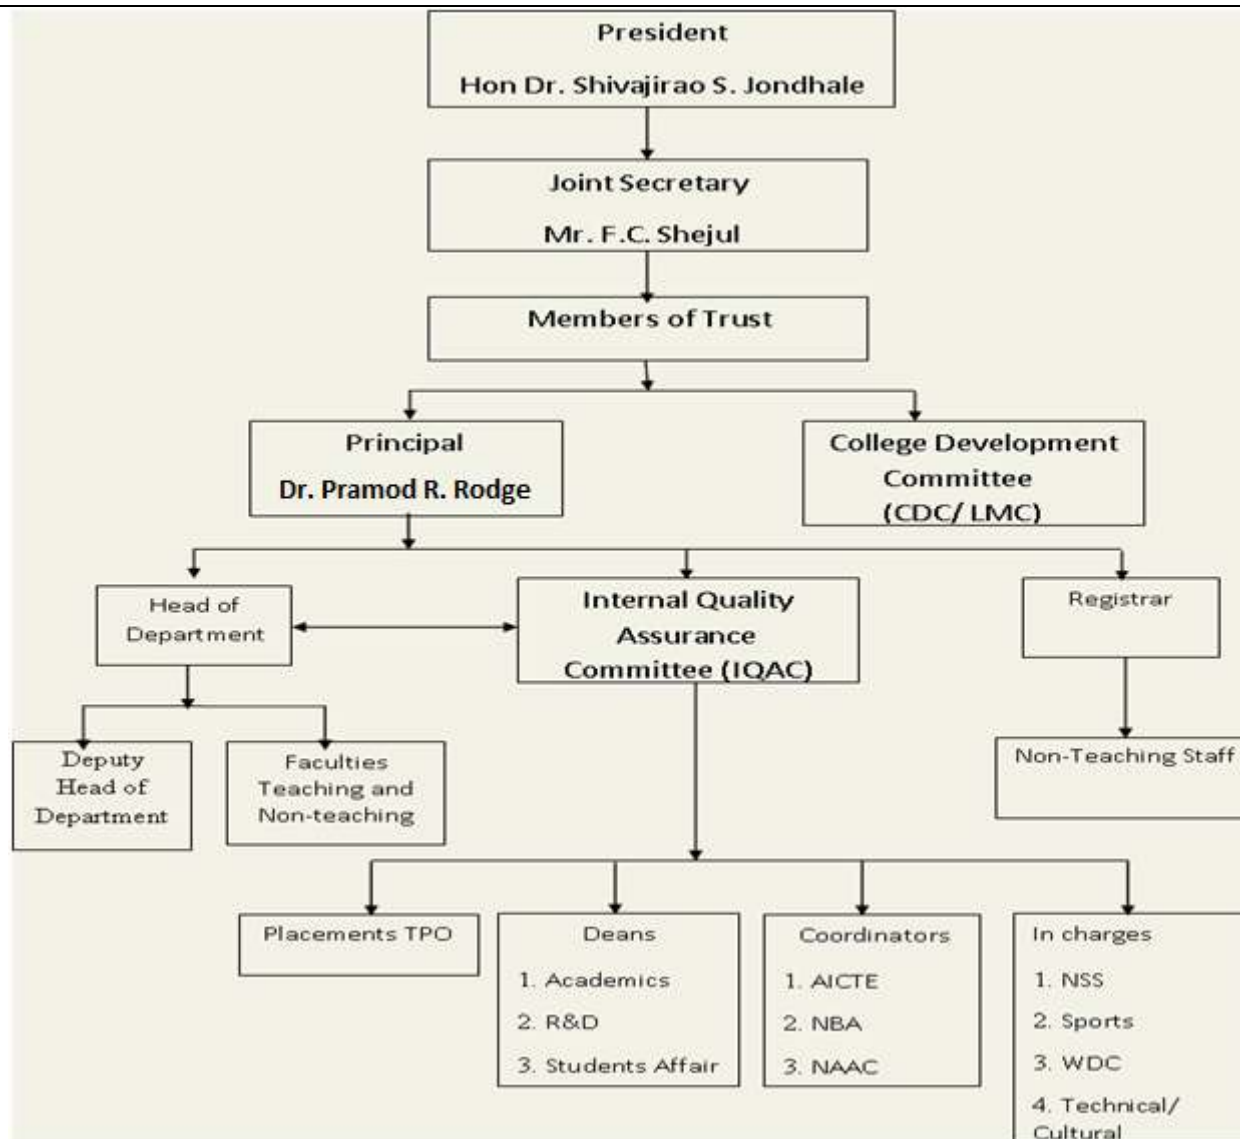 President
Hon Dr. Shivajirao S. Jondhale
Joint Secretary
Mr. F.C. Shejul
Members of Trust
Principal
Dr. Pramod R. Rodge
College Development
Committee
(CDC/ LMC)
Head of
Department
Internal Quality
Assurance
Committee (IQAC)
Registrar
Deputy
Head of
Department
Faculties
Teaching and
Non-teaching
Non-Teaching Staff
Placements TPO
Deans
1. Academics
2. R&D
3. Students Affair
Coordinators
1. AICTE
2. NBA
3. NAAC
In charges
1. NSS
2. Sports
3. WDC
4. Technical/
Cultural